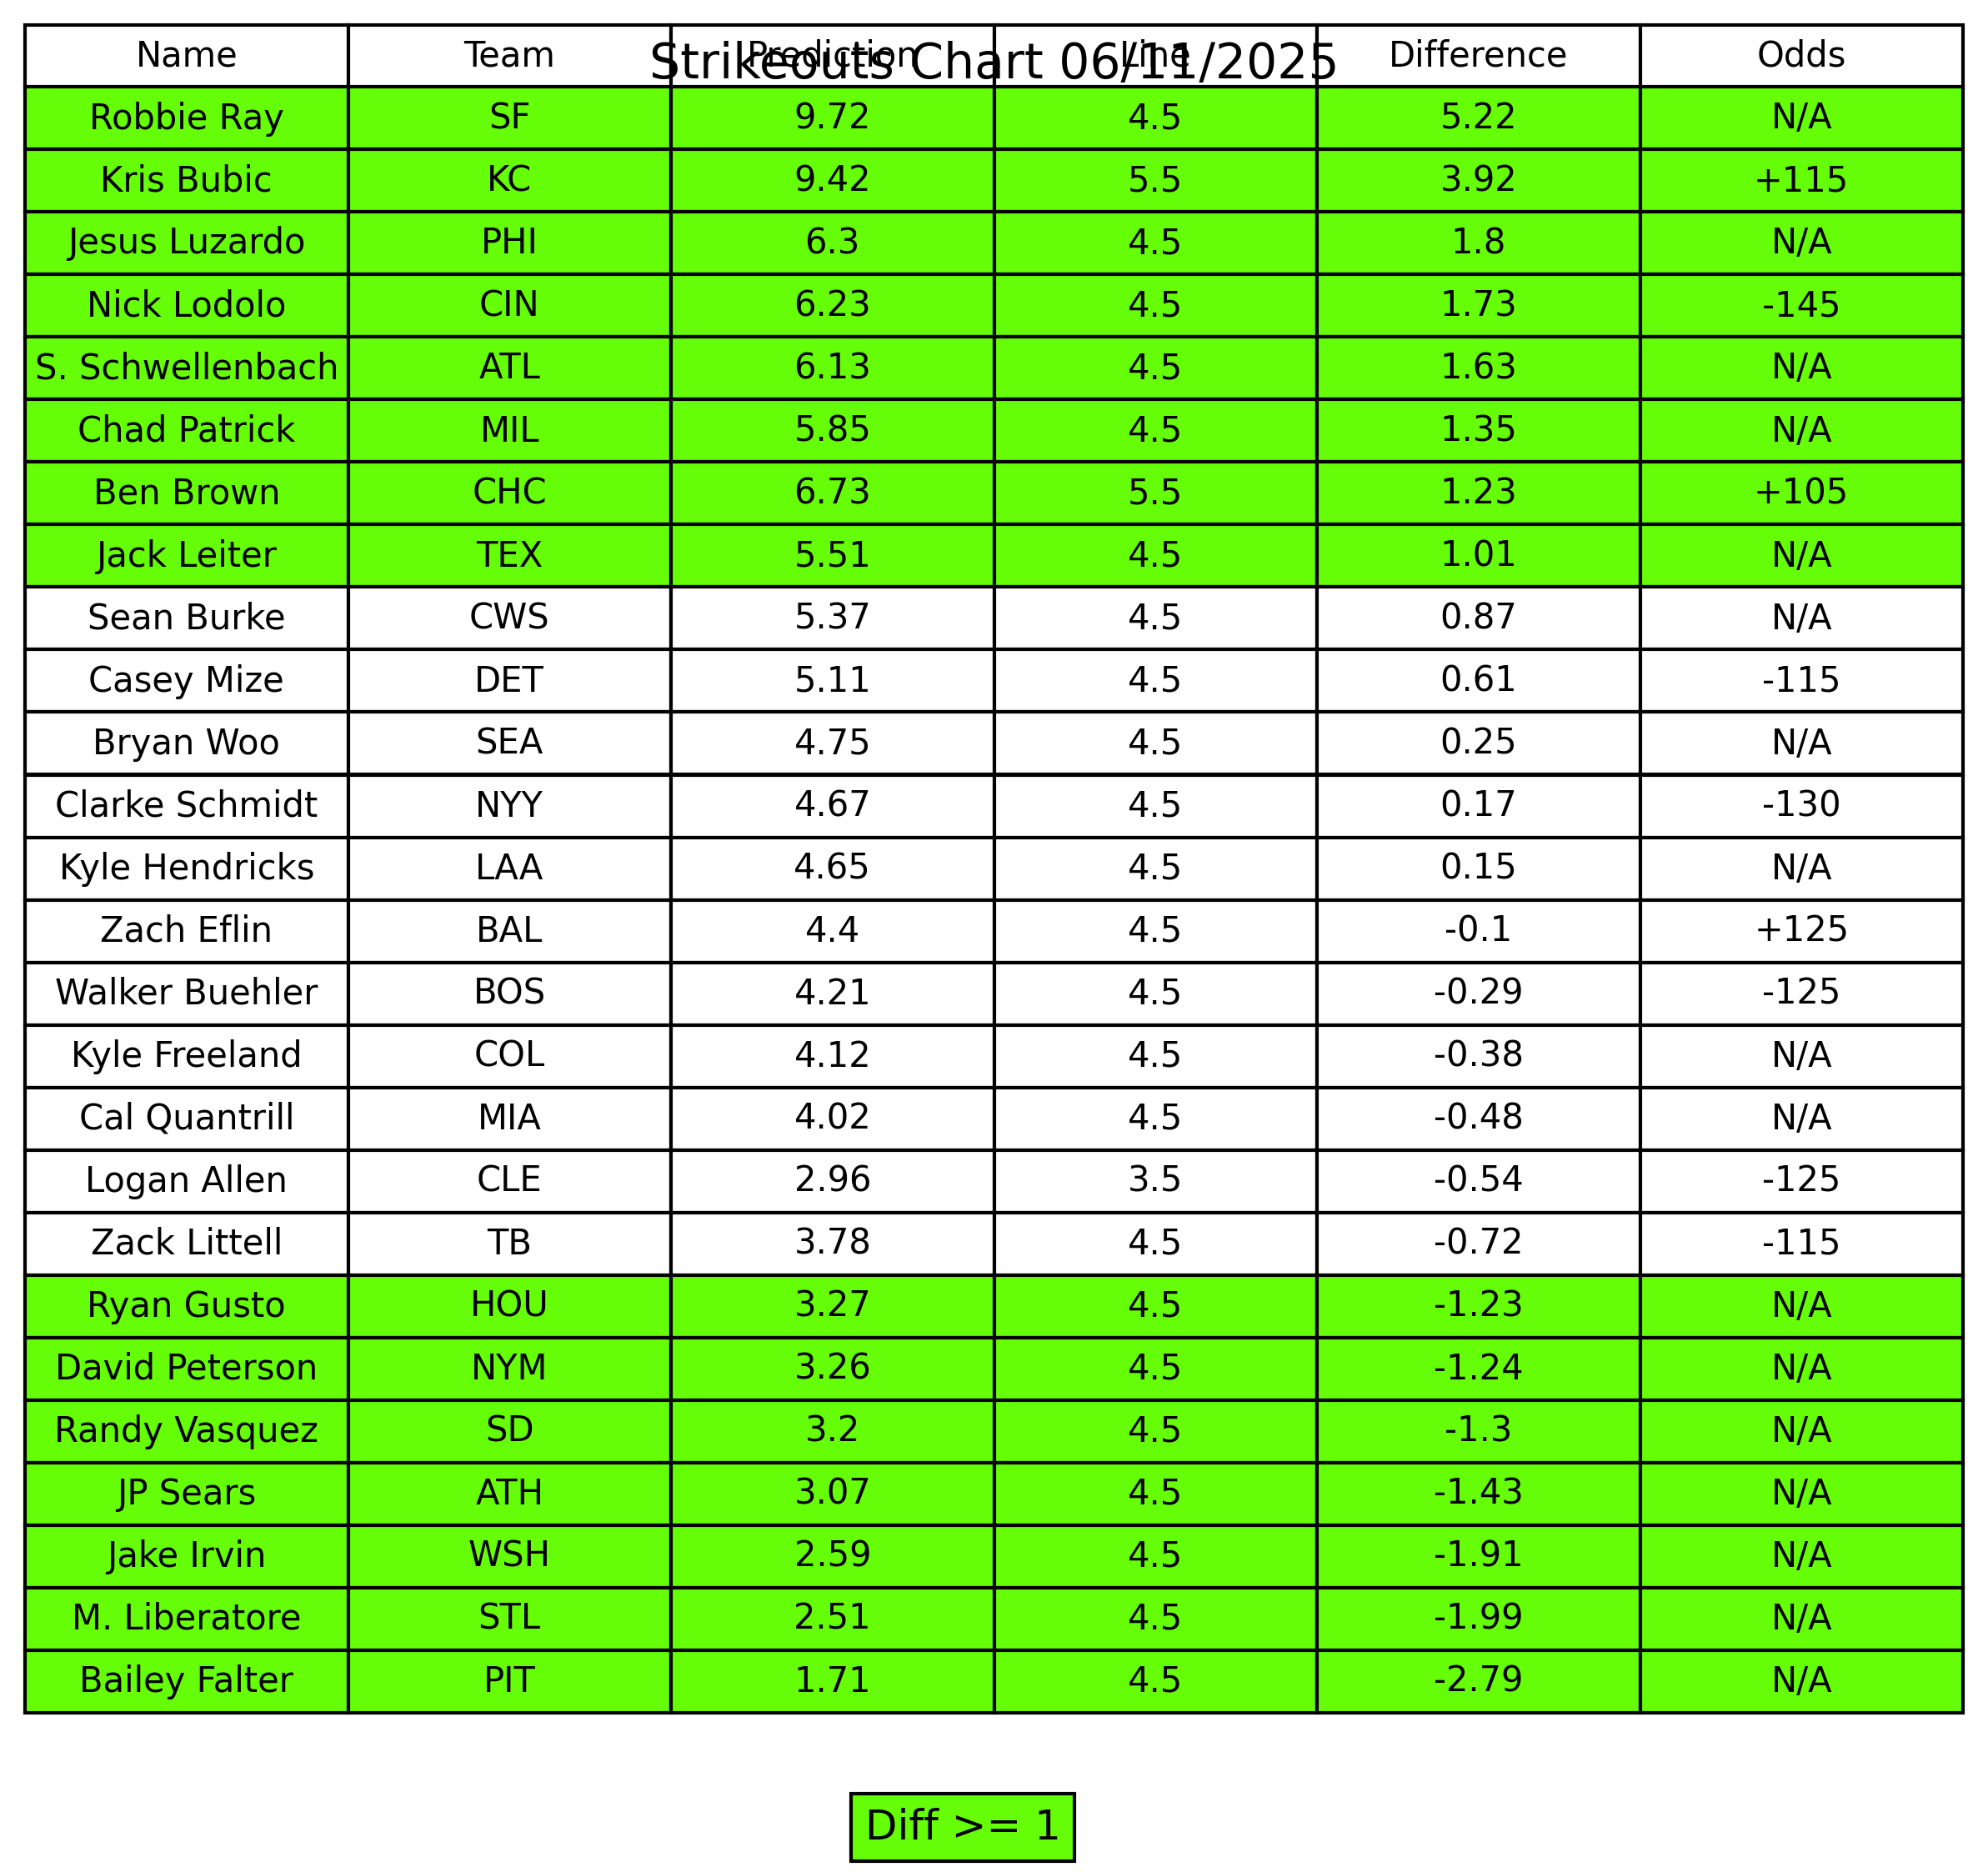 Strikeouts Chart 06/11/2025
Name Team Prediction Line Difference Odds
Robbie Ray SF 9.72 4.5 5.22 N/A
Kris Bubic KC 9.42 5.5 3.92 +115
Jesus Luzardo PHI 6.3 4.5 1.8 N/A
Nick Lodolo CIN 6.23 4.5 1.73 -145
S. Schwellenbach ATL 6.13 4.5 1.63 N/A
Chad Patrick MIL 5.85 4.5 1.35 N/A
Ben Brown CHC 6.73 5.5 1.23 +105
Jack Leiter TEX 5.51 4.5 1.01 N/A
Sean Burke CWS 5.37 4.5 0.87 N/A
Casey Mize DET 5.11 4.5 0.61 -115
Bryan Woo SEA 4.75 4.5 0.25 N/A
Clarke Schmidt NYY 4.67 4.5 0.17 -130
Kyle Hendricks LAA 4.65 4.5 0.15 N/A
Zach Eflin BAL 4.4 4.5 -0.1 +125
Walker Buehler BOS 4.21 4.5 -0.29 -125
Kyle Freeland COL 4.12 4.5 -0.38 N/A
Cal Quantrill MIA 4.02 4.5 -0.48 N/A
Logan Allen CLE 2.96 3.5 -0.54 -125
Zack Littell TB 3.78 4.5 -0.72 -115
Ryan Gusto HOU 3.27 4.5 -1.23 N/A
David Peterson NYM 3.26 4.5 -1.24 N/A
Randy Vasquez SD 3.2 4.5 -1.3 N/A
JP Sears ATH 3.07 4.5 -1.43 N/A
Jake Irvin WSH 2.59 4.5 -1.91 N/A
M. Liberatore STL 2.51 4.5 -1.99 N/A
Bailey Falter PIT 1.71 4.5 -2.79 N/A
Diff >= 1